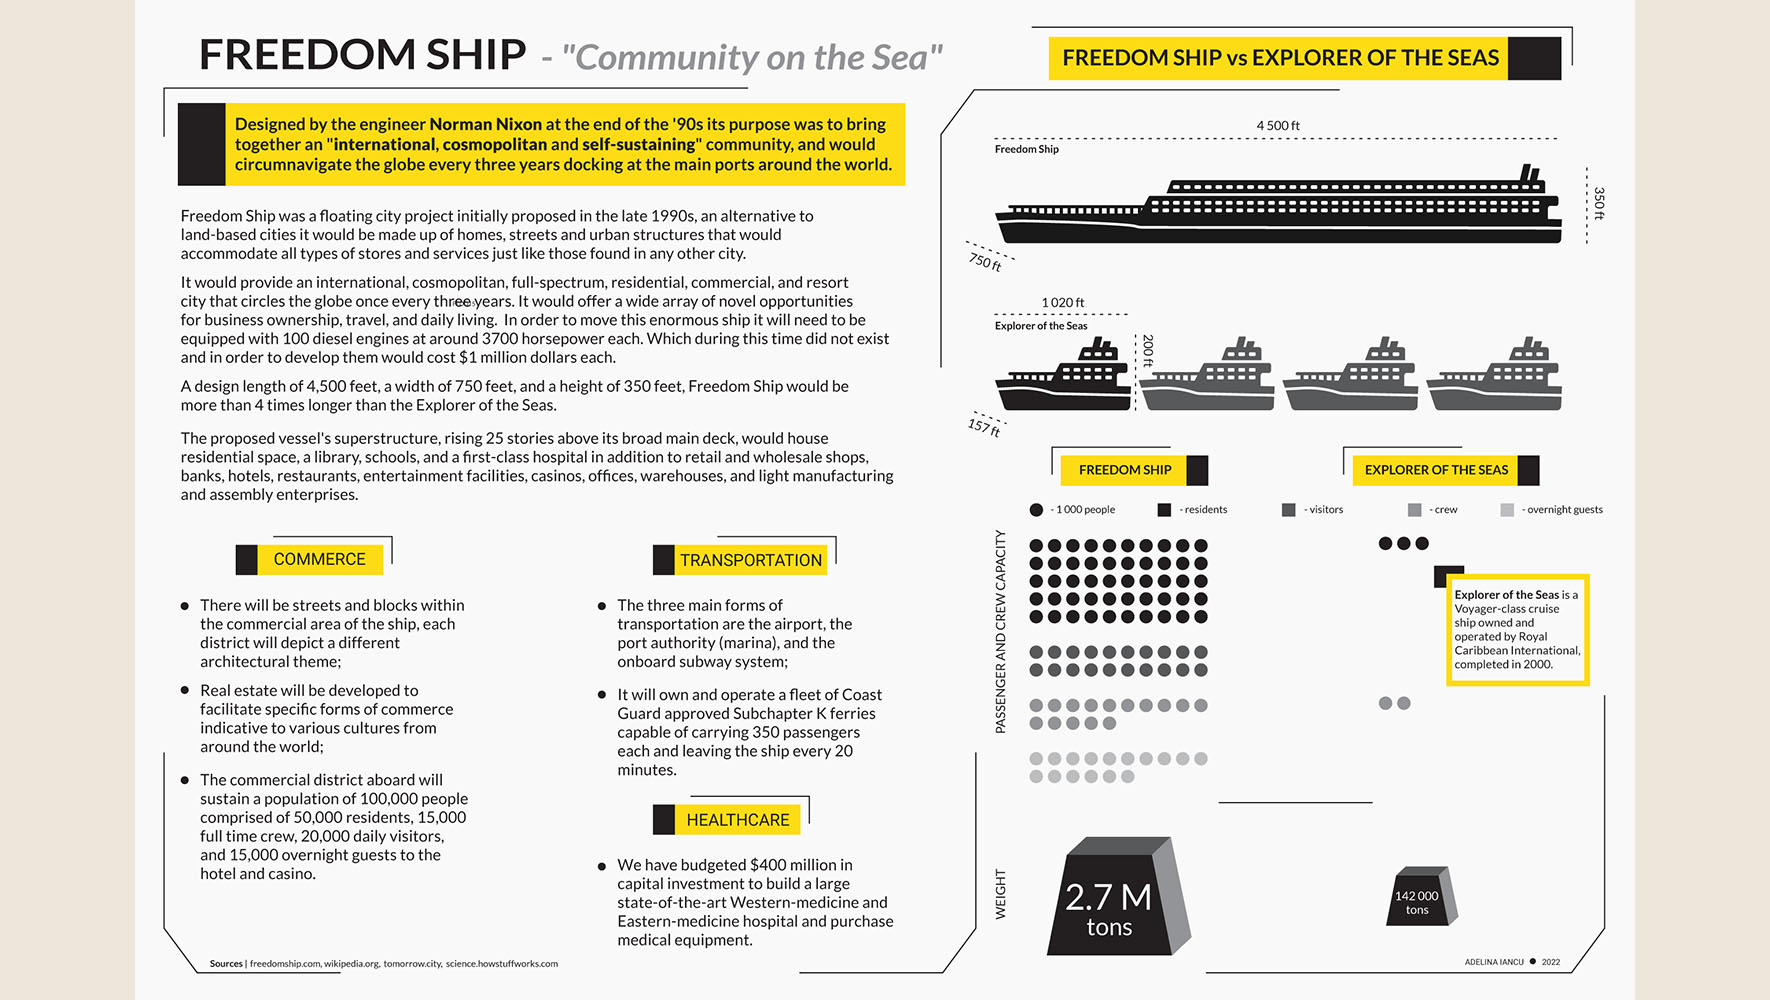 FREEDOM SHIP - "Community on the Sea"
Designed by the engineer Norman Nixon at the end of the '90s its purpose was to bring
together an "international, cosmopolitan and self-sustaining" community, and would
circumnavigate the globe every three years docking at the main ports around the world.
Freedom Ship was a floating city project initially proposed in the late 1990s, an alternative to
land-based cities it would be made up of homes, streets and urban structures that would
accommodate all types of stores and services just like those found in any other city.
It would provide an international, cosmopolitan, full-spectrum, residential, commercial, and resort
city that circles the globe once every three years. It would offer a wide array of novel opportunities
for business ownership, travel, and daily living. In order to move this enormous ship it will need to be
equipped with 100 diesel engines at around 3700 horsepower each. Which during this time did not exist
and in order to develop them would cost $1 million dollars each.
A design length of 4,500 feet, a width of 750 feet, and a height of 350 feet, Freedom Ship would be
more than 4 times longer than the Explorer of the Seas.
The proposed vessel's superstructure, rising 25 stories above its broad main deck, would house
residential space, a library, schools, and a first-class hospital in addition to retail and wholesale shops,
banks, hotels, restaurants, entertainment facilities, casinos, offices, warehouses, and light manufacturing
and assembly enterprises.
COMMERCE
There will be streets and blocks within
the commercial area of the ship, each
district will depict a different
architectural theme;
Real estate will be developed to
facilitate specific forms of commerce
indicative to various cultures from
around the world;
The commercial district aboard will
sustain a population of 100,000 people
comprised of 50,000 residents, 15,000
full time crew, 20,000 daily visitors,
and 15,000 overnight guests to the
hotel and casino.
TRANSPORTATION
The three main forms of
transportation are the airport, the
port authority (marina), and the
onboard subway system;
It will own and operate a fleet of Coast
Guard approved Subchapter K ferries
capable of carrying 350 passengers
each and leaving the ship every 20
minutes.
HEALTHCARE
We have budgeted $400 million in
capital investment to build a large
state-of-the-art Western-medicine and
Eastern-medicine hospital and purchase
medical equipment.
Sources | freedomship.com, wikipedia.org, tomorrow.city, science.howstuffworks.com
FREEDOM SHIP vs EXPLORER OF THE SEAS
4 500 ft
Freedom Ship
350 ft
750 ft
1 020 ft
Explorer of the Seas
200 ft
157 ft
FREEDOM SHIP
EXPLORER OF THE SEAS
- 1 000 people
- residents
- visitors
- crew
- overnight guests
PASSENGER AND CREW CAPACITY
Explorer of the Seas is a
Voyager-class cruise
ship owned and
operated by Royal
Caribbean International,
completed in 2000.
WEIGHT
2.7 M
tons
142 000
tons
ADELINA IANCU ● 2022